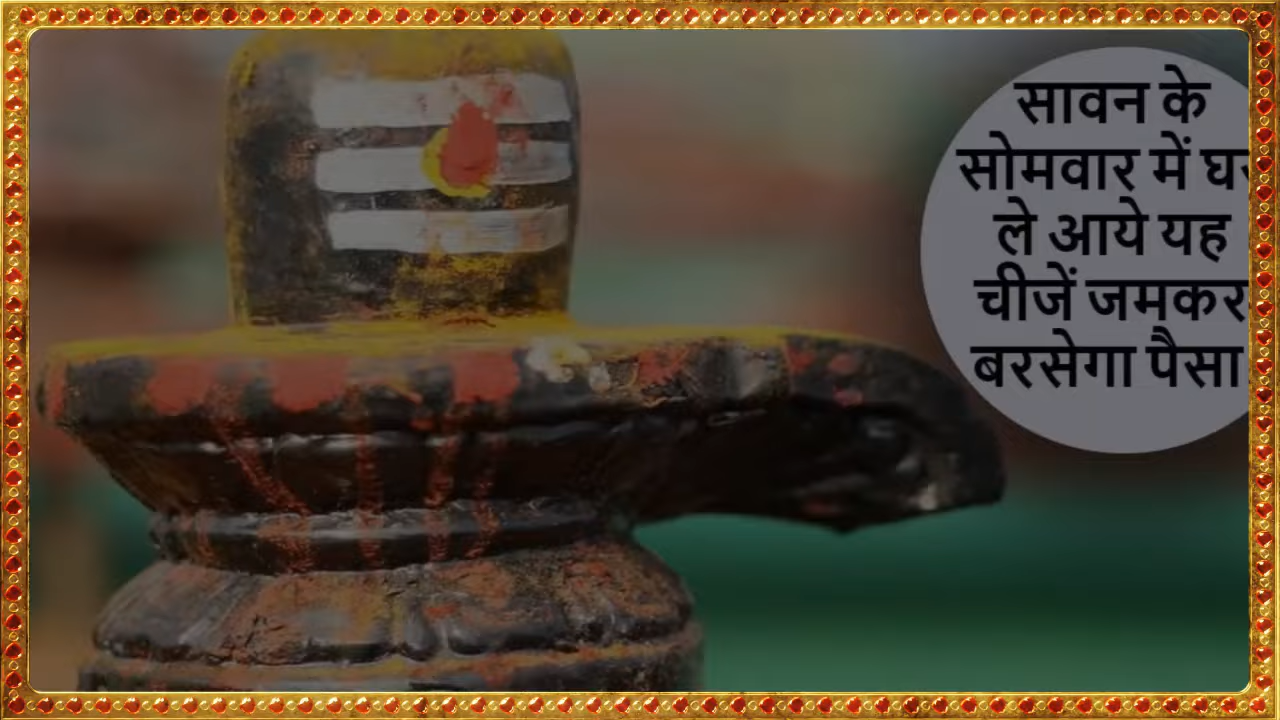 सावन के
सोमवार में घर
ले आये यह
चीजें जमकर
बरसेगा पैसा